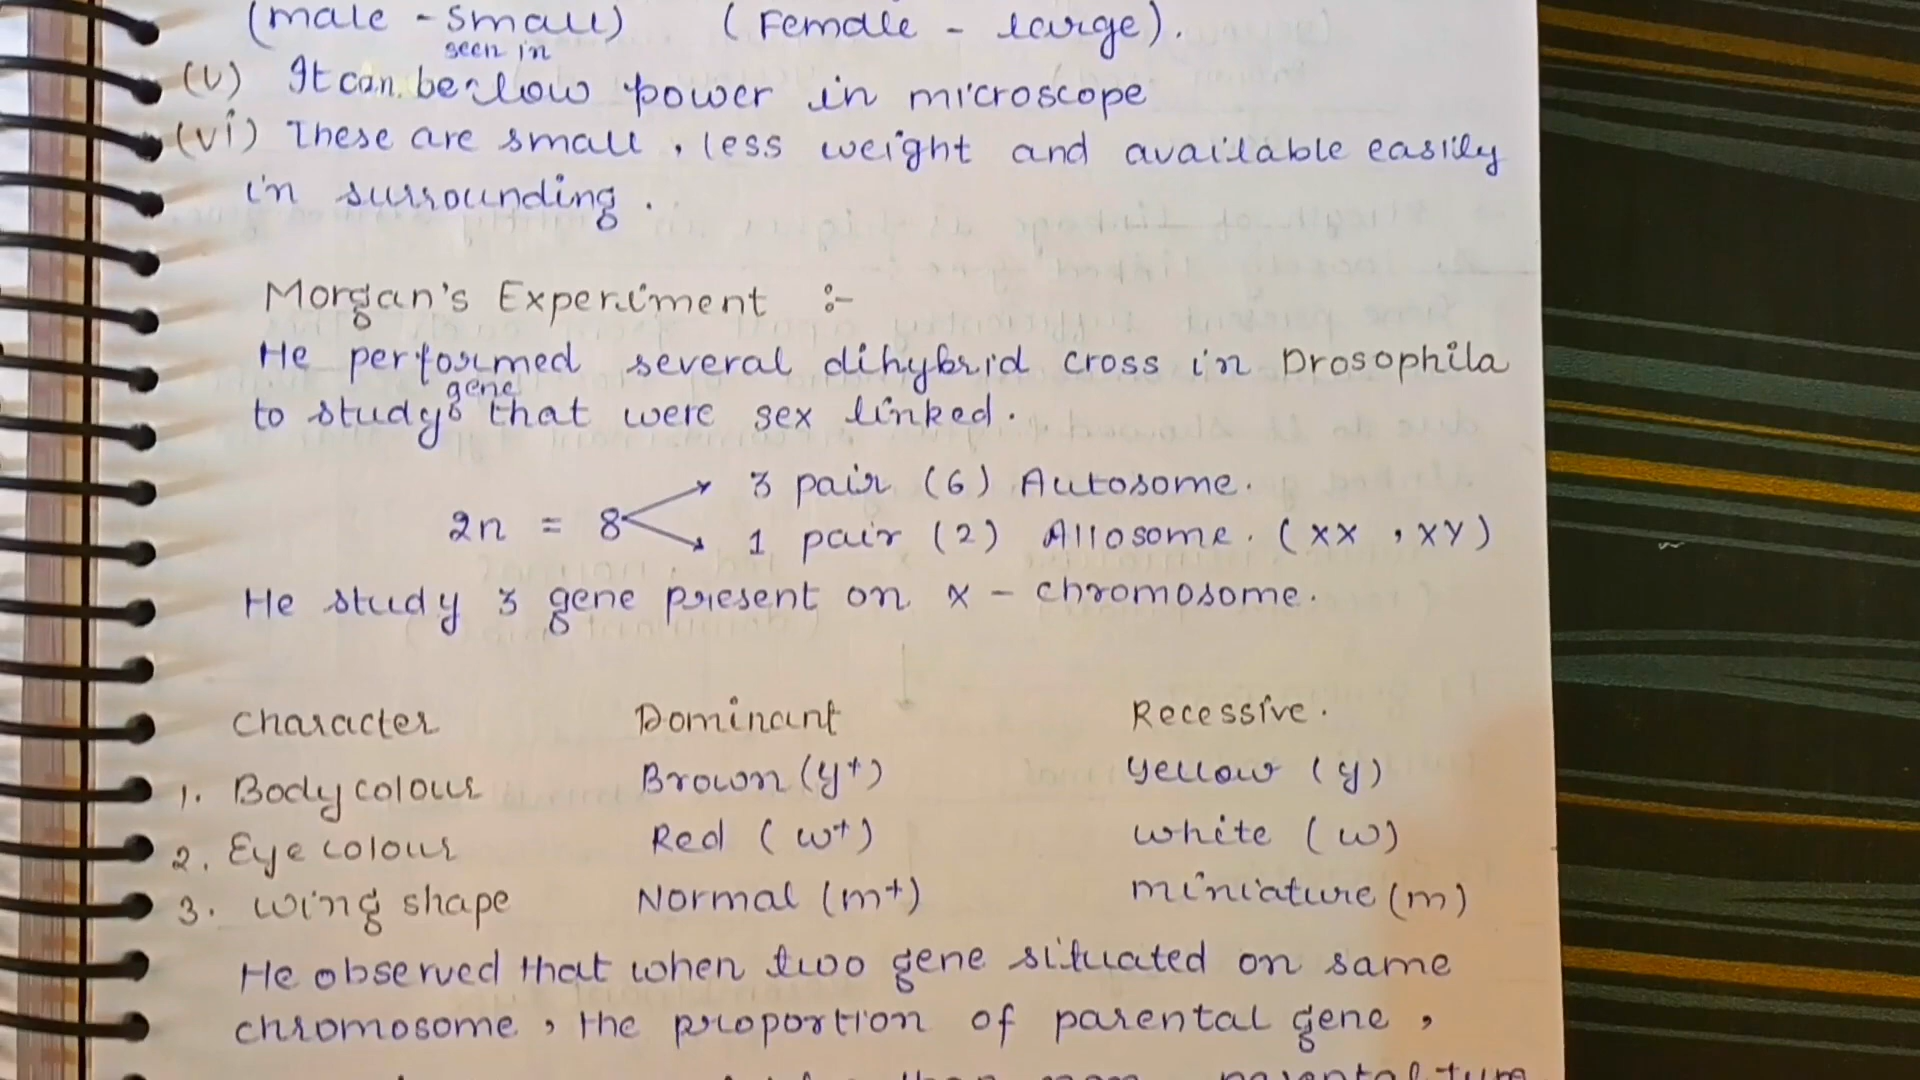 (male - small) (Female - large).
seen in
(v) It can be low power in microscope
(vi) These are small, less weight and available easily
in surrounding.
Morgan's Experiment :-
He performed several dihybrid cross in Drosophila
gene
to study that were sex linked.
3 pair (6) Autosome.
2n = 8
1 pair (2) Allosome. (XX, XY)
He study 3 gene present on X - chromosome.
Character Dominant Recessive.
1. Body colour Brown (y+) Yellow (y)
2. Eye colour Red (w+) White (w)
3. Wing shape Normal (m+) miniature (m)
He observed that when two gene situated on same
chromosome, the proportion of parental gene,